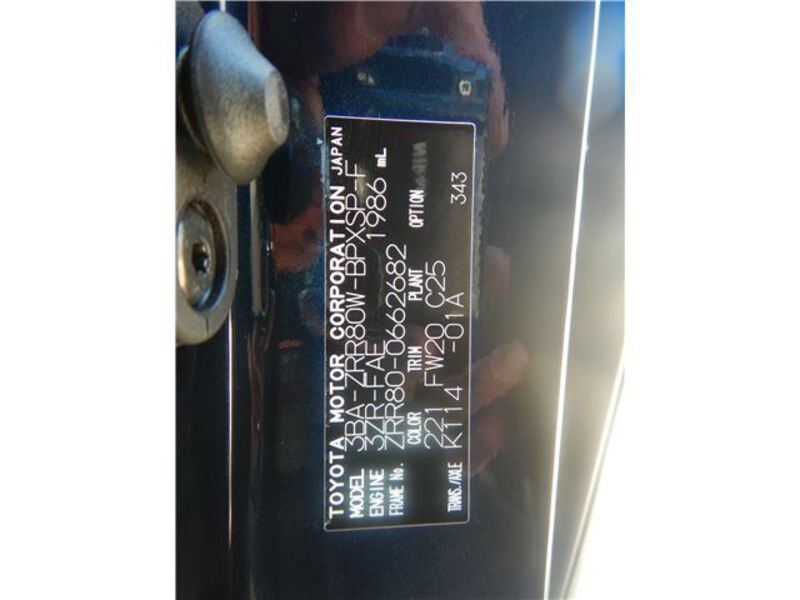 TOYOTA MOTOR CORPORATION JAPAN
MODEL 3BA-ZRR80W-BPXSP-F
ENGINE 3ZR-FAE 1986 mL
FRAME No. ZRR80-0662682
COLOR TRIM PLANT OPTION
221 FW20 C25
TRANS./AXLE K114 -01A 343